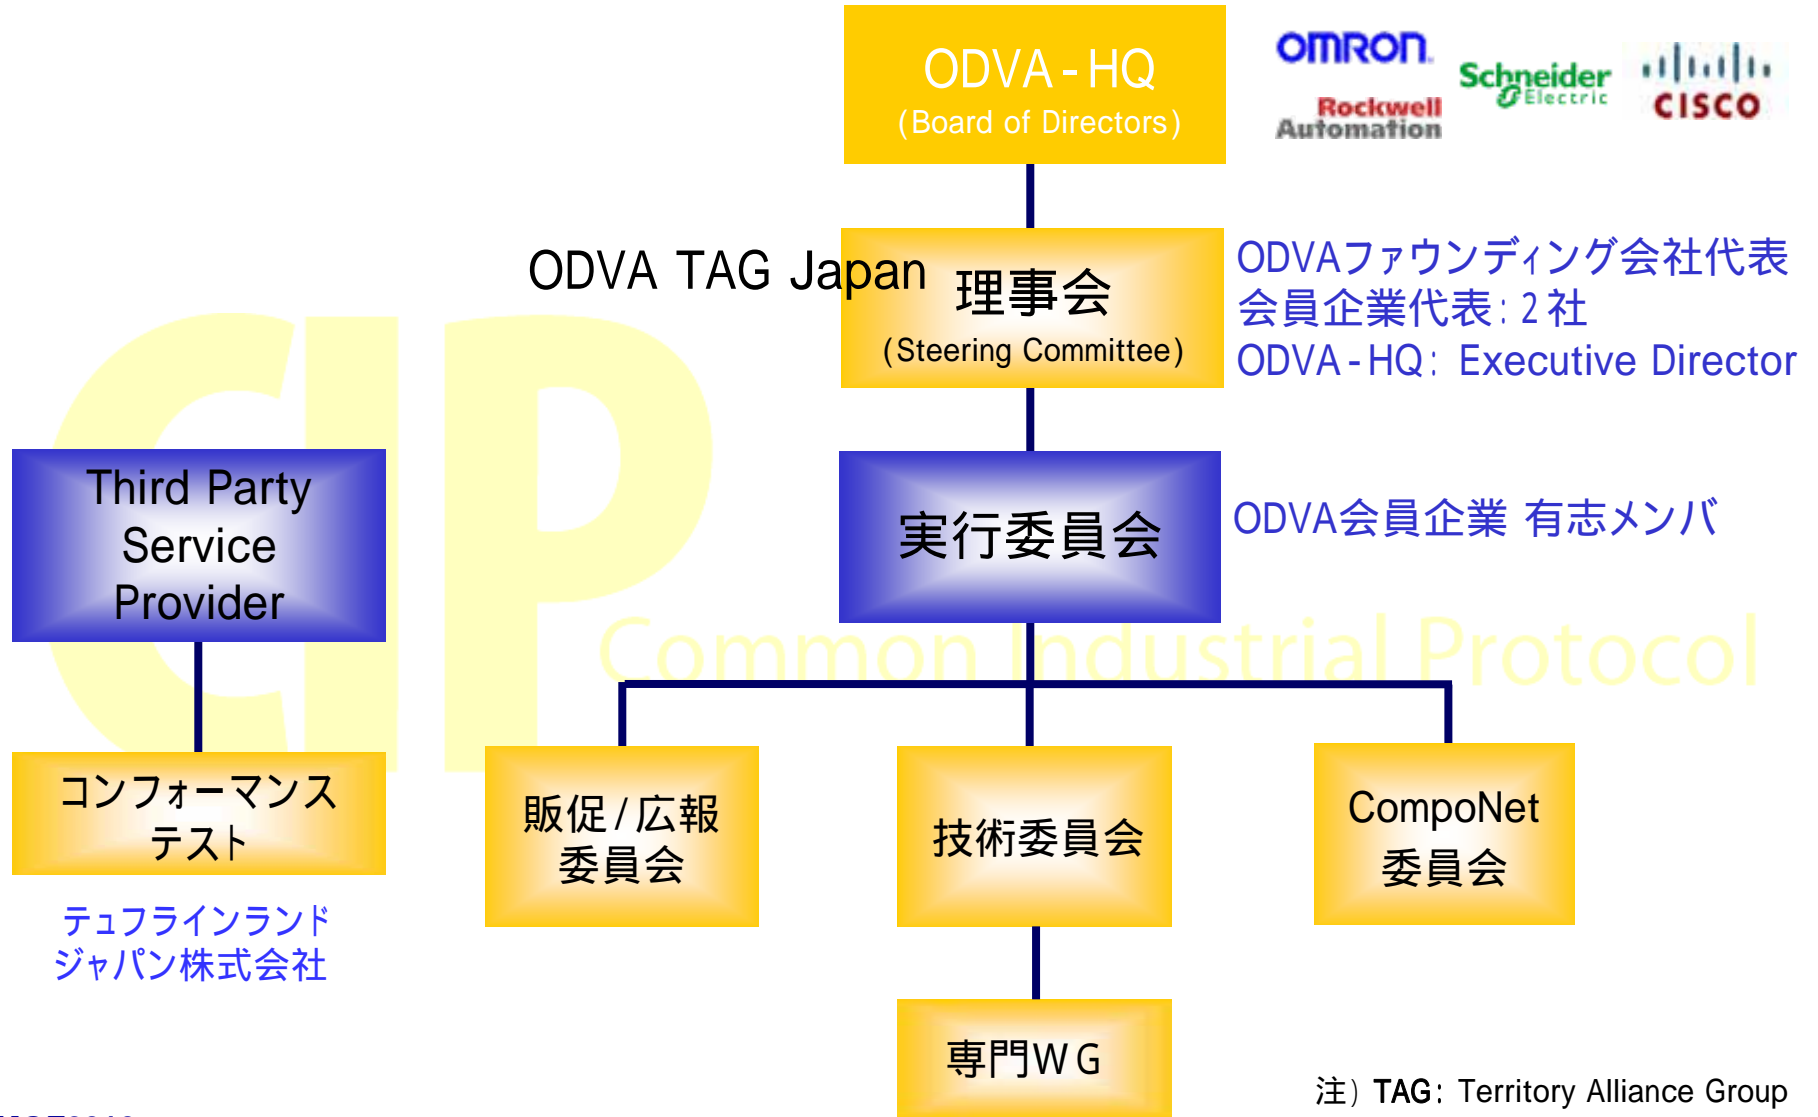 ODVA-HQ
(Board of Directors)
OMRON
Rockwell
Automation
Schneider
Electric
CISCO
ODVA TAG Japan
理事会
(Steering Committee)
ODVAファウンディング会社代表
会員企業代表:2社
ODVA-HQ: Executive Director
Third Party
Service
Provider
実行委員会
ODVA会員企業 有志メンバ
CIP
Common Industrial Protocol
コンフォーマンス
テスト
テュフラインランド
ジャパン株式会社
販促/広報
委員会
技術委員会
CompoNet
委員会
専門WG
注) TAG: Territory Alliance Group